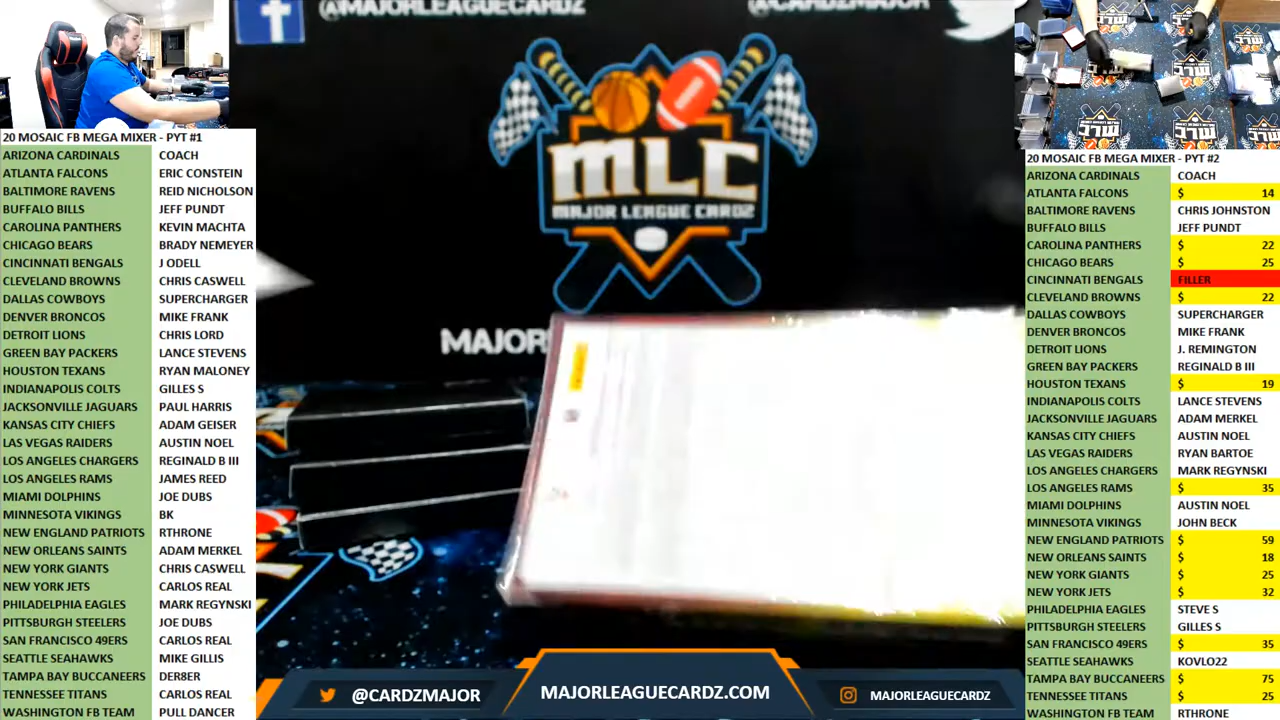 @MAJORLEAGUECARDZ
@CARDZMAJOR
MLC
MAJOR LEAGUE CARDZ
20 MOSAIC FB MEGA MIXER - PYT #1
ARIZONA CARDINALS COACH
ATLANTA FALCONS ERIC CONSTEIN
BALTIMORE RAVENS REID NICHOLSON
BUFFALO BILLS JEFF PUNDT
CAROLINA PANTHERS KEVIN MACHTA
CHICAGO BEARS BRADY NEMEYER
CINCINNATI BENGALS J ODELL
CLEVELAND BROWNS CHRIS CASWELL
DALLAS COWBOYS SUPERCHARGER
DENVER BRONCOS MIKE FRANK
DETROIT LIONS CHRIS LORD
GREEN BAY PACKERS LANCE STEVENS
HOUSTON TEXANS RYAN MALONEY
INDIANAPOLIS COLTS GILLES S
JACKSONVILLE JAGUARS PAUL HARRIS
KANSAS CITY CHIEFS ADAM GEISER
LAS VEGAS RAIDERS AUSTIN NOEL
LOS ANGELES CHARGERS REGINALD B III
LOS ANGELES RAMS JAMES REED
MIAMI DOLPHINS JOE DUBS
MINNESOTA VIKINGS BK
NEW ENGLAND PATRIOTS RTHRONE
NEW ORLEANS SAINTS ADAM MERKEL
NEW YORK GIANTS CHRIS CASWELL
NEW YORK JETS CARLOS REAL
PHILADELPHIA EAGLES MARK REGYNSKI
PITTSBURGH STEELERS JOE DUBS
SAN FRANCISCO 49ERS CARLOS REAL
SEATTLE SEAHAWKS MIKE GILLIS
TAMPA BAY BUCCANEERS DER8ER
TENNESSEE TITANS CARLOS REAL
WASHINGTON FB TEAM PULL DANCER
MAJOR
20 MOSAIC FB MEGA MIXER - PYT #2
ARIZONA CARDINALS COACH
ATLANTA FALCONS $ 14
BALTIMORE RAVENS CHRIS JOHNSTON
BUFFALO BILLS JEFF PUNDT
CAROLINA PANTHERS $ 22
CHICAGO BEARS $ 25
CINCINNATI BENGALS FILLER
CLEVELAND BROWNS $ 22
DALLAS COWBOYS SUPERCHARGER
DENVER BRONCOS MIKE FRANK
DETROIT LIONS J. REMINGTON
GREEN BAY PACKERS REGINALD B III
HOUSTON TEXANS $ 19
INDIANAPOLIS COLTS LANCE STEVENS
JACKSONVILLE JAGUARS ADAM MERKEL
KANSAS CITY CHIEFS AUSTIN NOEL
LAS VEGAS RAIDERS RYAN BARTOE
LOS ANGELES CHARGERS MARK REGYNSKI
LOS ANGELES RAMS $ 35
MIAMI DOLPHINS AUSTIN NOEL
MINNESOTA VIKINGS JOHN BECK
NEW ENGLAND PATRIOTS $ 59
NEW ORLEANS SAINTS $ 18
NEW YORK GIANTS $ 25
NEW YORK JETS $ 32
PHILADELPHIA EAGLES STEVE S
PITTSBURGH STEELERS GILLES S
SAN FRANCISCO 49ERS $ 35
SEATTLE SEAHAWKS KOVLO22
TAMPA BAY BUCCANEERS $ 75
TENNESSEE TITANS $ 25
WASHINGTON FB TEAM RTHRONE
@CARDZMAJOR
MAJORLEAGUECARDZ.COM
MAJORLEAGUECARDZ